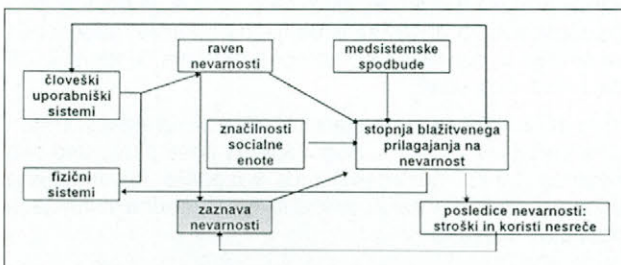 raven
nevarnosti
medsistemske
spodbude
človeški
uporabniški
sistemi
značilnosti
socialne
enote
stopnja blažitvenega
prilagajanja na
nevarnost
fizični
sistemi
zaznava
nevarnosti
posledice nevarnosti:
stroški in koristi nesreče